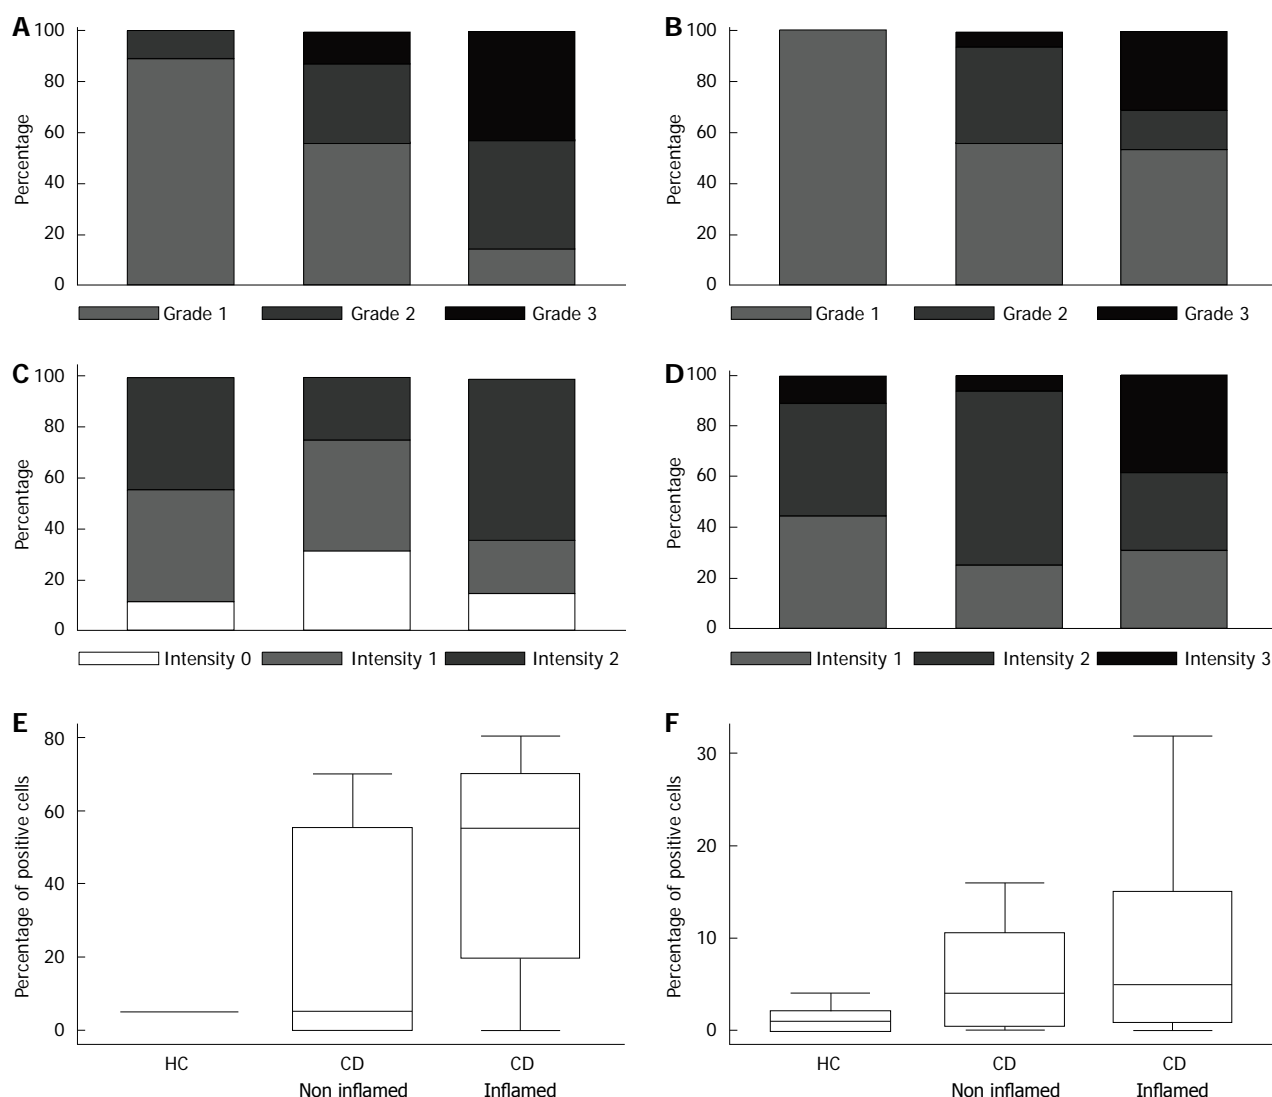 A
100
80
60
40
20
0
Percentage
Grade 1 Grade 2 Grade 3
B
100
80
60
40
20
0
Percentage
Grade 1 Grade 2 Grade 3
C
100
80
60
40
20
0
Percentage
Intensity 0 Intensity 1 Intensity 2
D
100
80
60
40
20
0
Percentage
Intensity 1 Intensity 2 Intensity 3
E
80
60
40
20
0
Percentage of positive cells
HC CD CD
Non inflamed Inflamed
F
30
20
10
0
Percentage of positive cells
HC CD CD
Non inflamed Inflamed